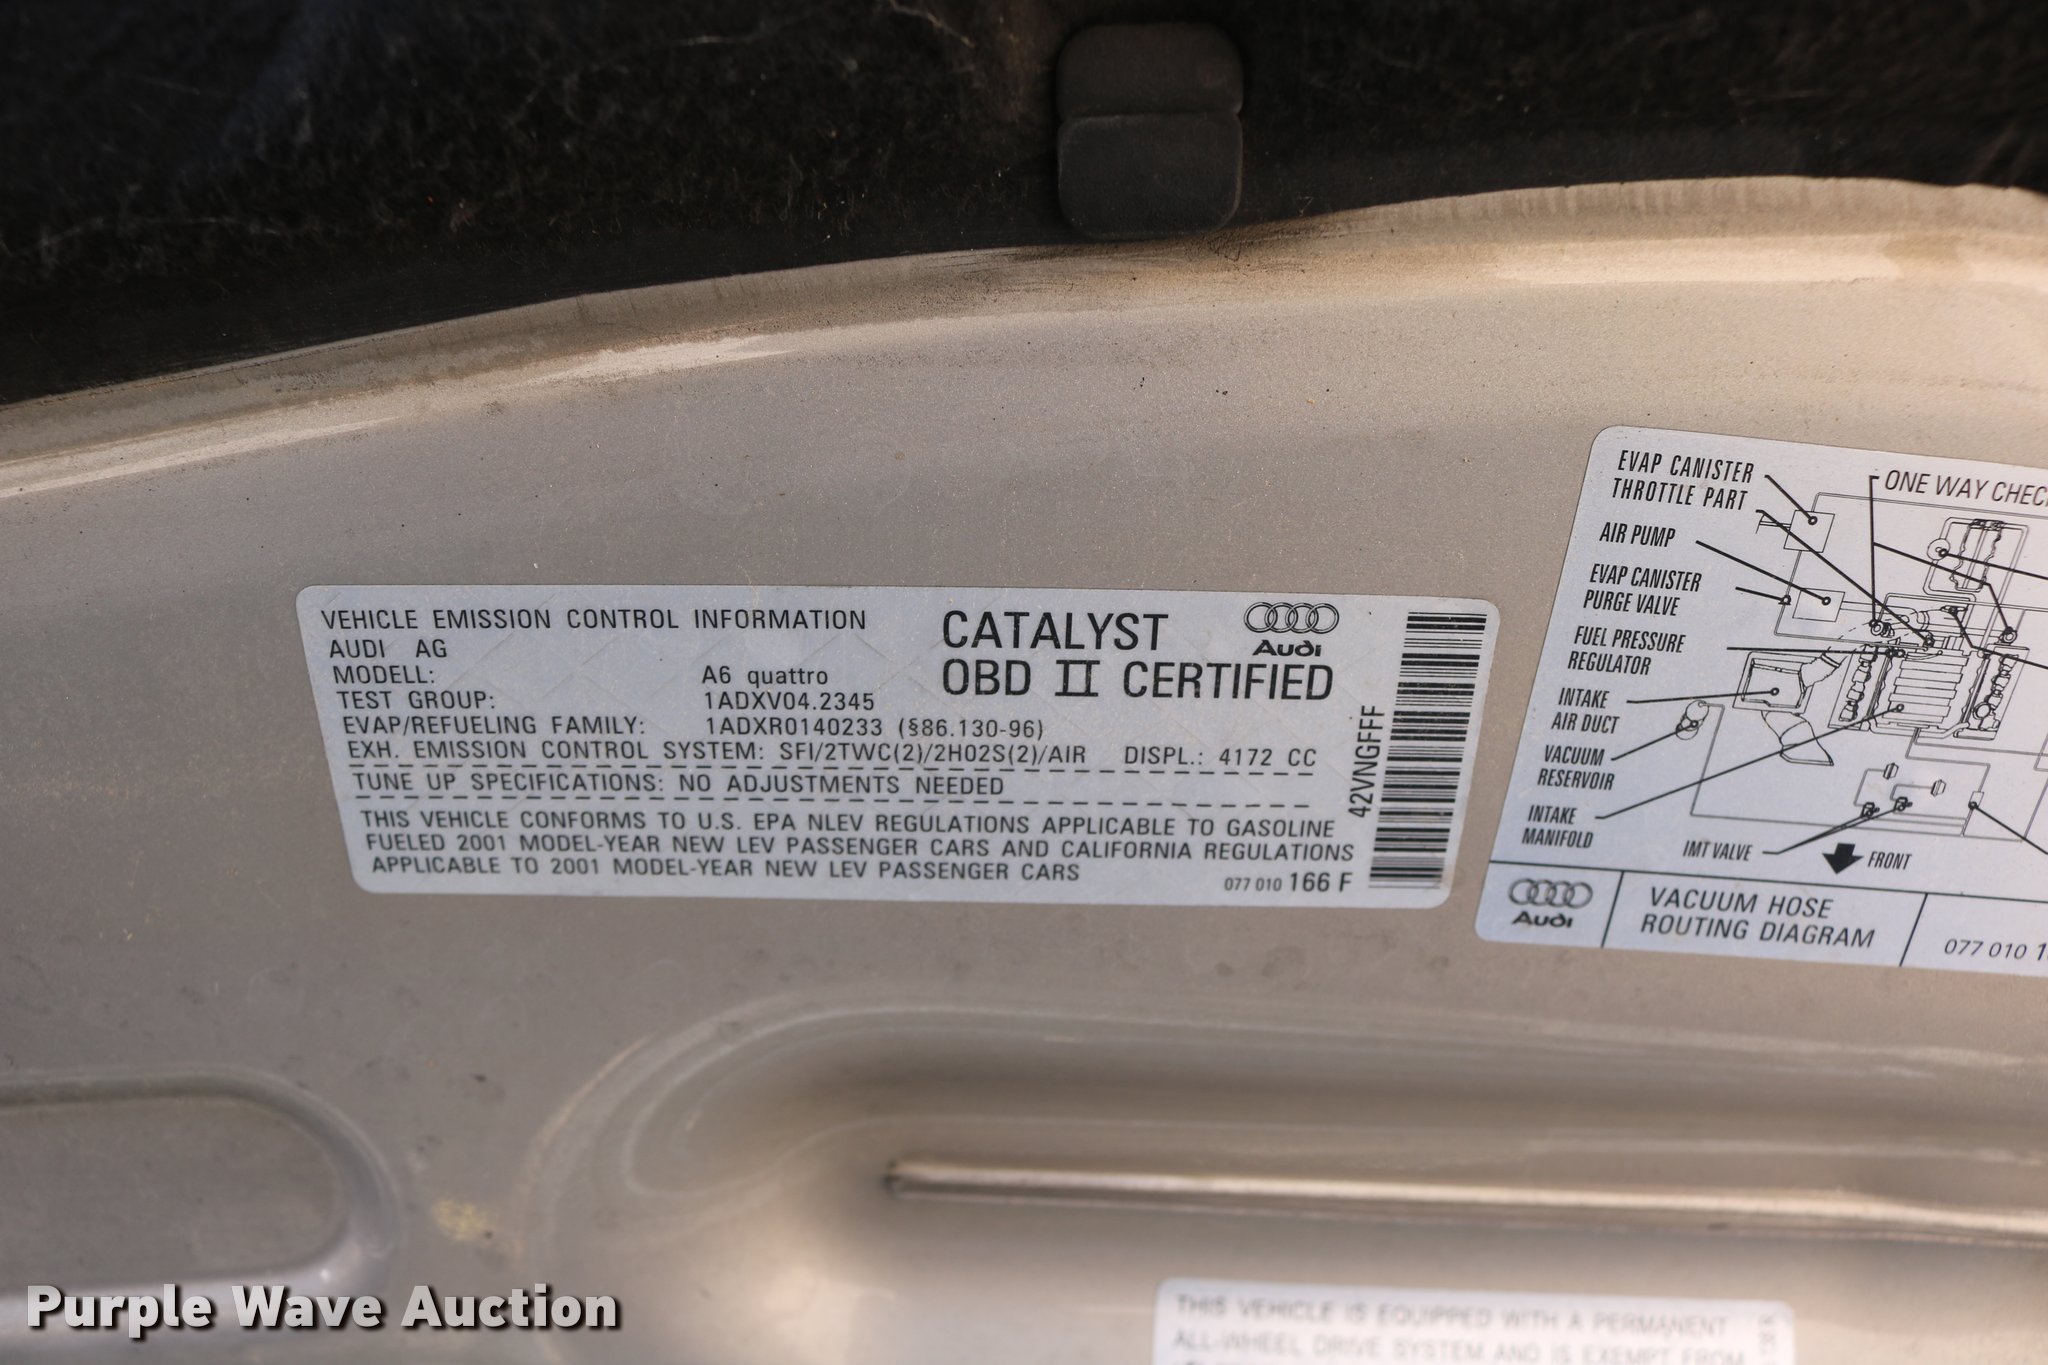 VEHICLE EMISSION CONTROL INFORMATION
AUDI AG
MODELL: A6 quattro
TEST GROUP: 1ADXV04.2345
EVAP/REFUELING FAMILY: 1ADXR0140233 (§86.130-96)
EXH. EMISSION CONTROL SYSTEM: SFI/2TWC(2)/2HO2S(2)/AIR DISPL.: 4172 CC
TUNE UP SPECIFICATIONS: NO ADJUSTMENTS NEEDED
THIS VEHICLE CONFORMS TO U.S. EPA NLEV REGULATIONS APPLICABLE TO GASOLINE
FUELED 2001 MODEL-YEAR NEW LEV PASSENGER CARS AND CALIFORNIA REGULATIONS
APPLICABLE TO 2001 MODEL-YEAR NEW LEV PASSENGER CARS
077 010 166 F
CATALYST
OBD II CERTIFIED
Audi
42VNGFFF
EVAP CANISTER
THROTTLE PART
AIR PUMP
EVAP CANISTER
PURGE VALVE
FUEL PRESSURE
REGULATOR
INTAKE
AIR DUCT
VACUUM
RESERVOIR
INTAKE
MANIFOLD
IMT VALVE
FRONT
ONE WAY CHEC
Audi
VACUUM HOSE
ROUTING DIAGRAM
077 010 1
THIS VEHICLE IS EQUIPPED WITH A PERMANENT
ALL-WHEEL DRIVE SYSTEM AND IS EXEMPT FROM
Purple Wave Auction